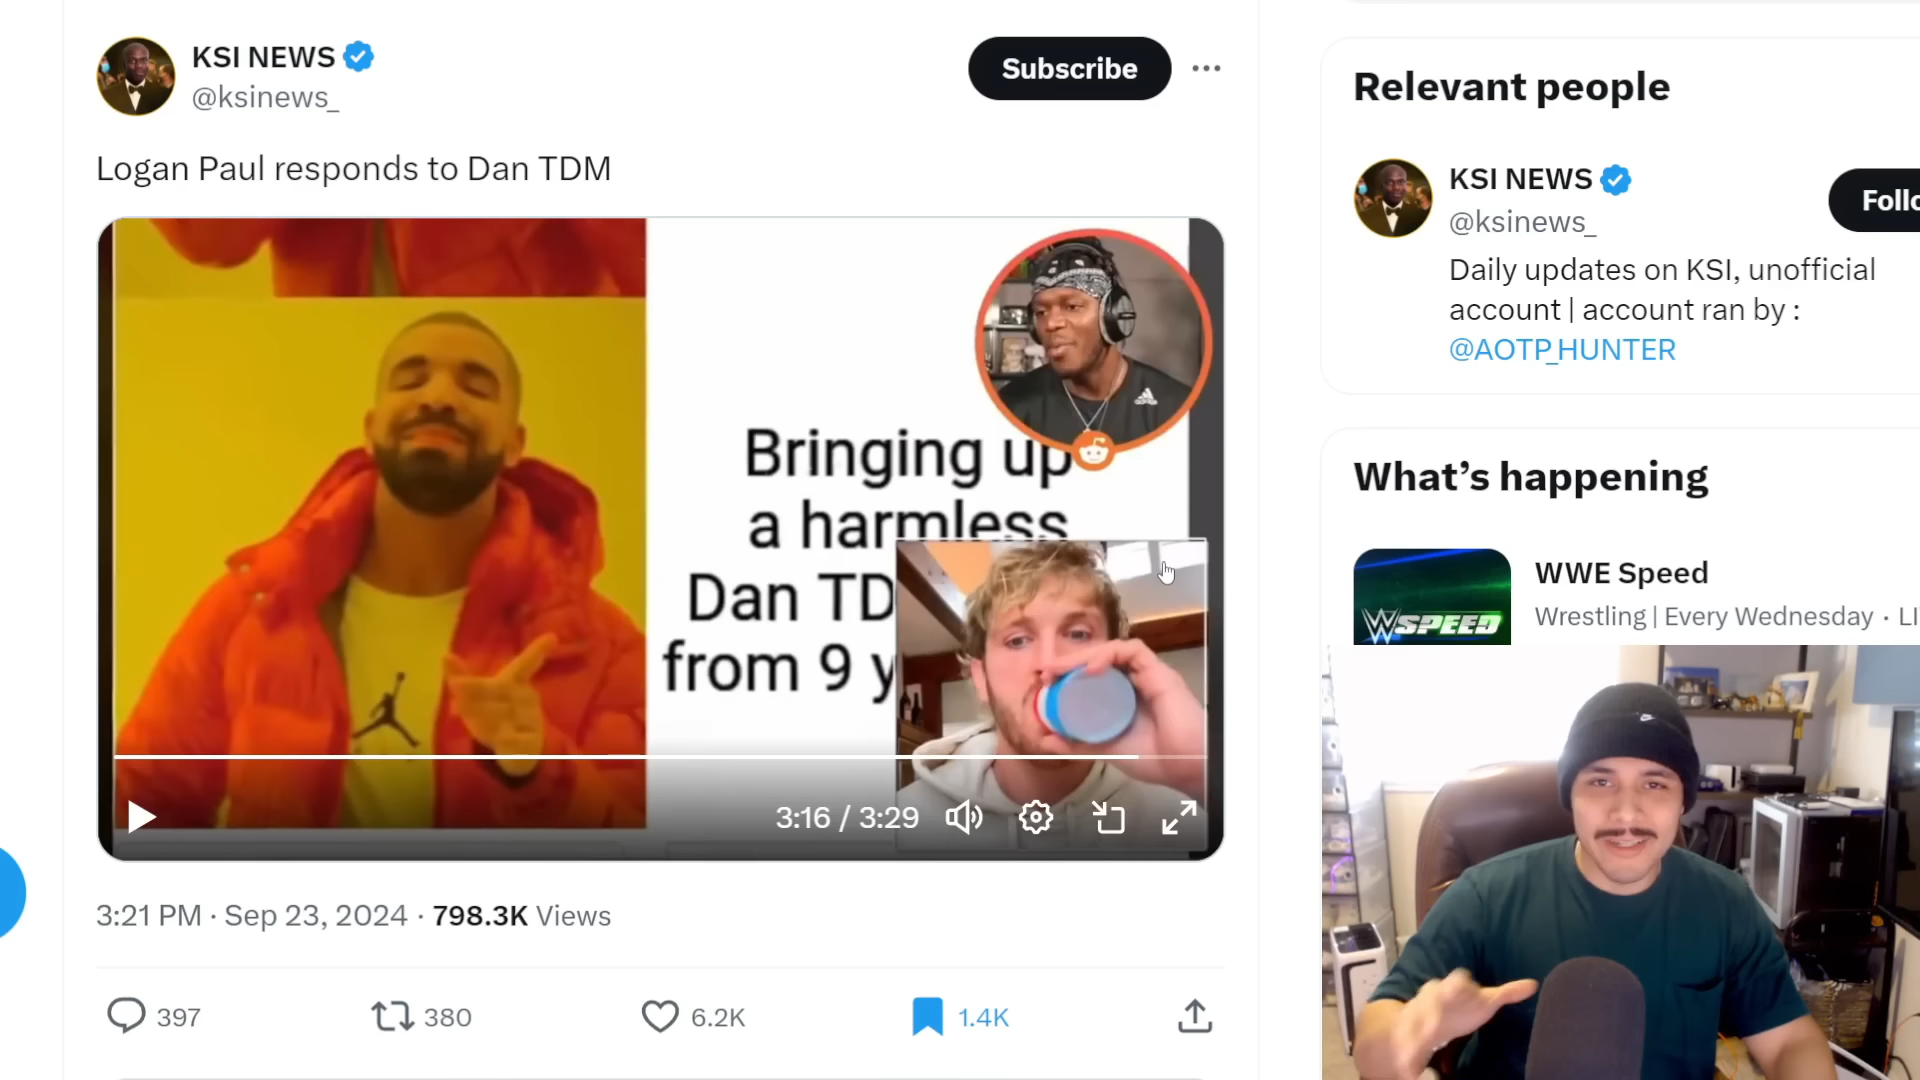 KSI NEWS
@ksinews_
Subscribe
Logan Paul responds to Dan TDM
Bringing up
a harmless
Dan TD
from 9 y
3:16 / 3:29
3:21 PM · Sep 23, 2024 · 798.3K Views
397
380
6.2K
1.4K
Relevant people
KSI NEWS
@ksinews_
Follo
Daily updates on KSI, unofficial
account | account ran by :
@AOTP_HUNTER
What's happening
W SPEED
WWE Speed
Wrestling | Every Wednesday · LI